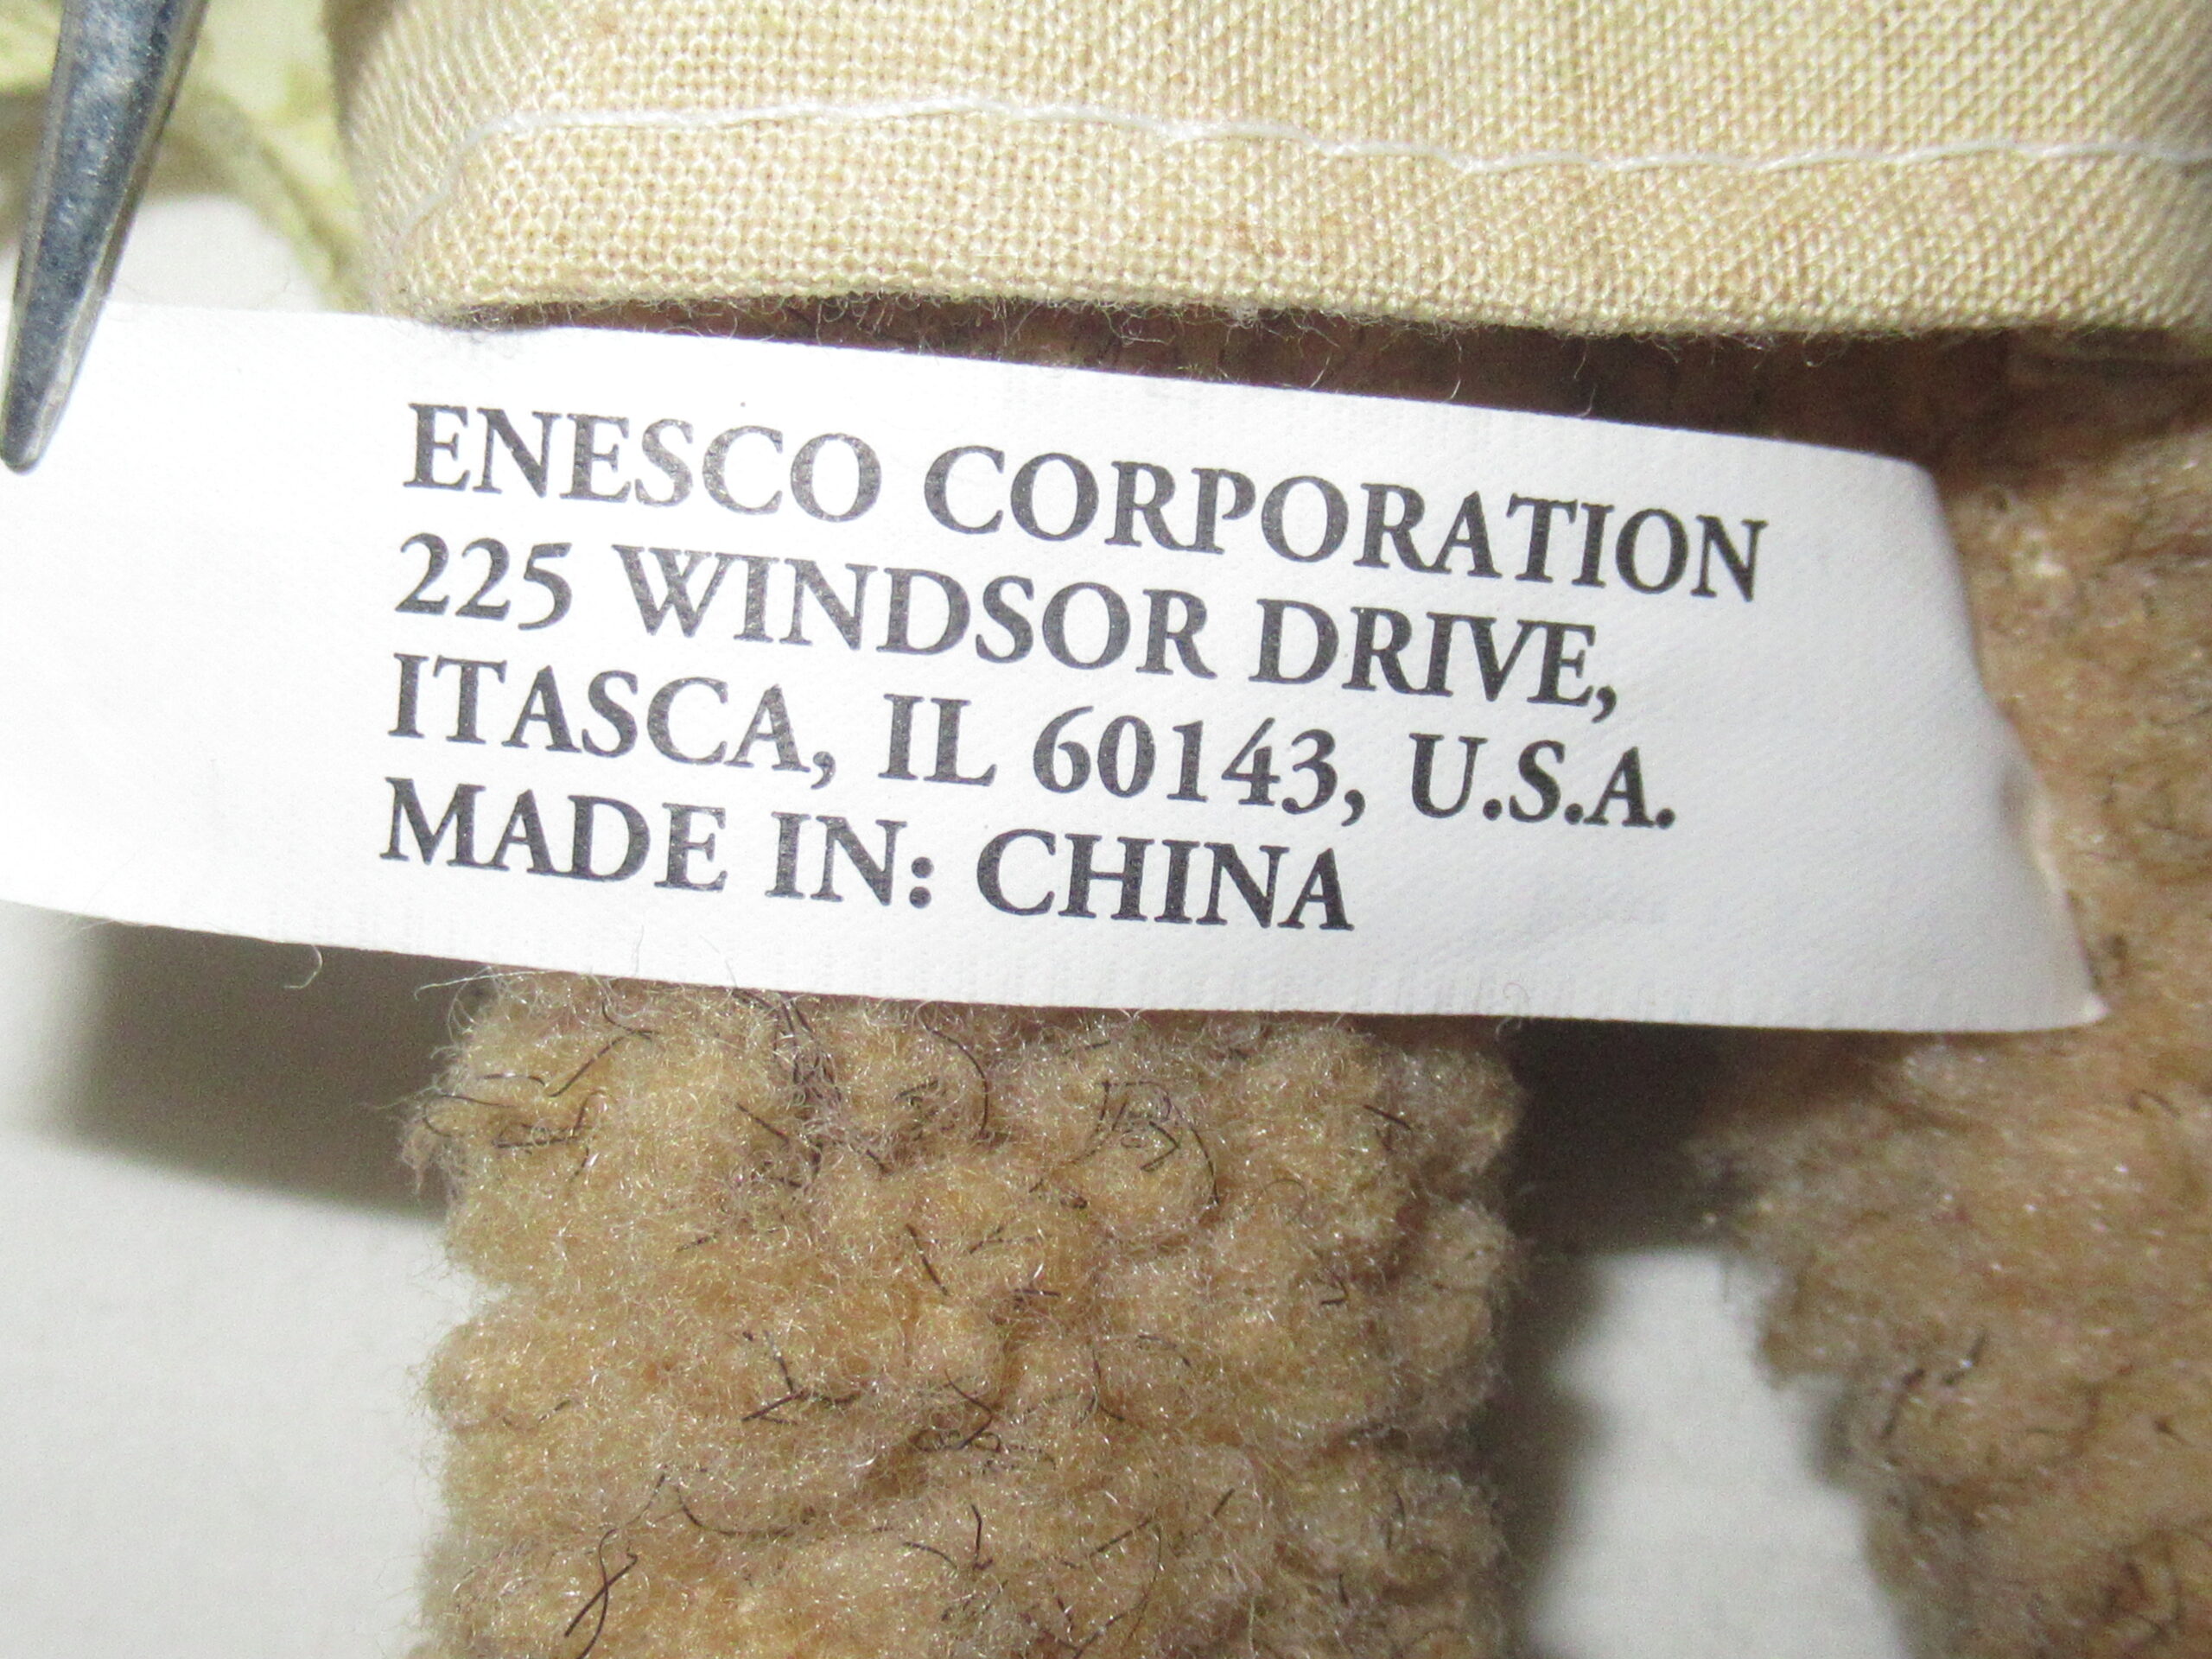 ENESCO CORPORATION
225 WINDSOR DRIVE,
ITASCA, IL 60143, U.S.A.
MADE IN: CHINA